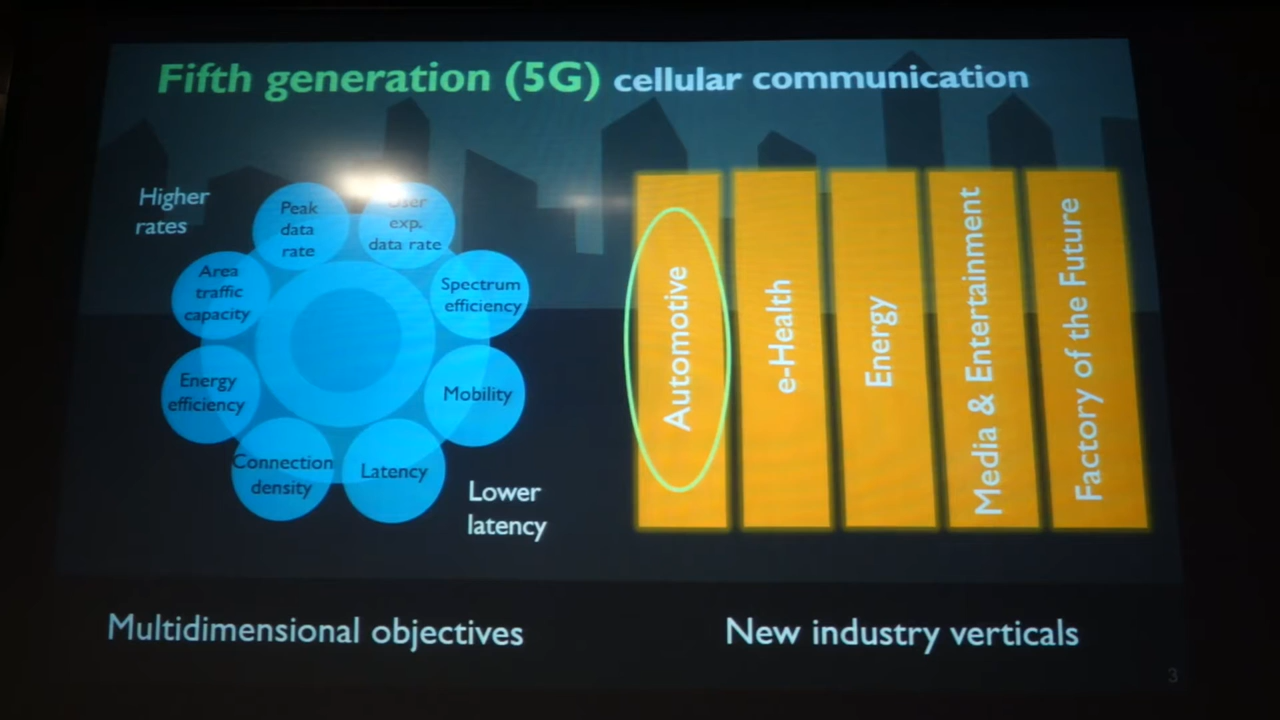 Fifth generation (5G) cellular communication
Higher
rates
Peak
data
rate
User
exp.
data rate
Area
traffic
capacity
Spectrum
efficiency
Energy
efficiency
Mobility
Connection
density
Latency
Lower
latency
Automotive
e-Health
Energy
Media & Entertainment
Factory of the Future
Multidimensional objectives
New industry verticals
3